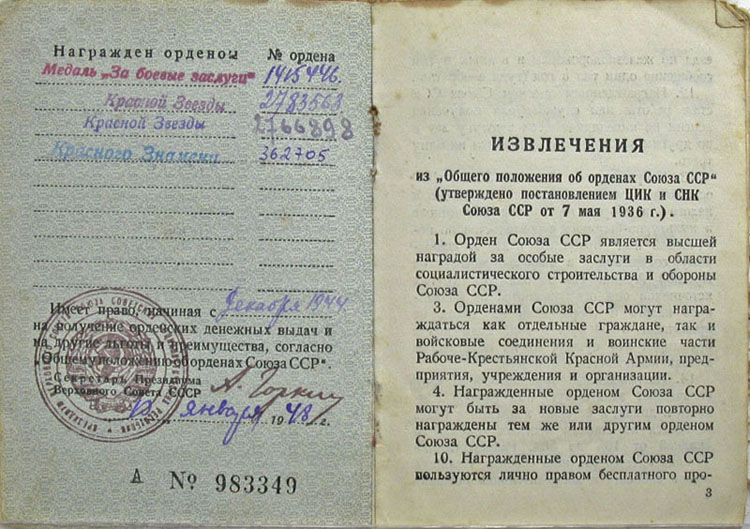 Награжден орденом № ордена
Медаль „За боевые заслуги“ 1415446.
Красной Звезды 2783563
Красной Звезды 2766898
Красного Знамени 362705
Имеет право, начиная с Декабря 1944
на получение орденских денежных выдач и
на другие льготы и преимущества, согласно
„Общему положению о орденах Союза ССР“.
Секретарь Президиума
Верховного Совета СССР А. Горкин
января 1948 г.
А № 983349
ИЗВЛЕЧЕНИЯ
из „Общего положения об орденах Союза ССР“
(утверждено постановлением ЦИК и СНК
Союза ССР от 7 мая 1936 г.).
1. Орден Союза ССР является высшей
наградой за особые заслуги в области
социалистического строительства и обороны
Союза ССР.
3. Орденами Союза ССР могут награ-
ждаться как отдельные граждане, так и
войсковые соединения и воинские части
Рабоче-Крестьянской Красной Армии, пред-
приятия, учреждения и организации.
4. Награжденные орденом Союза ССР
могут быть за новые заслуги повторно
награждены тем же или другим орденом
Союза ССР.
10. Награжденные орденом Союза ССР
пользуются лично правом бесплатного про-
3